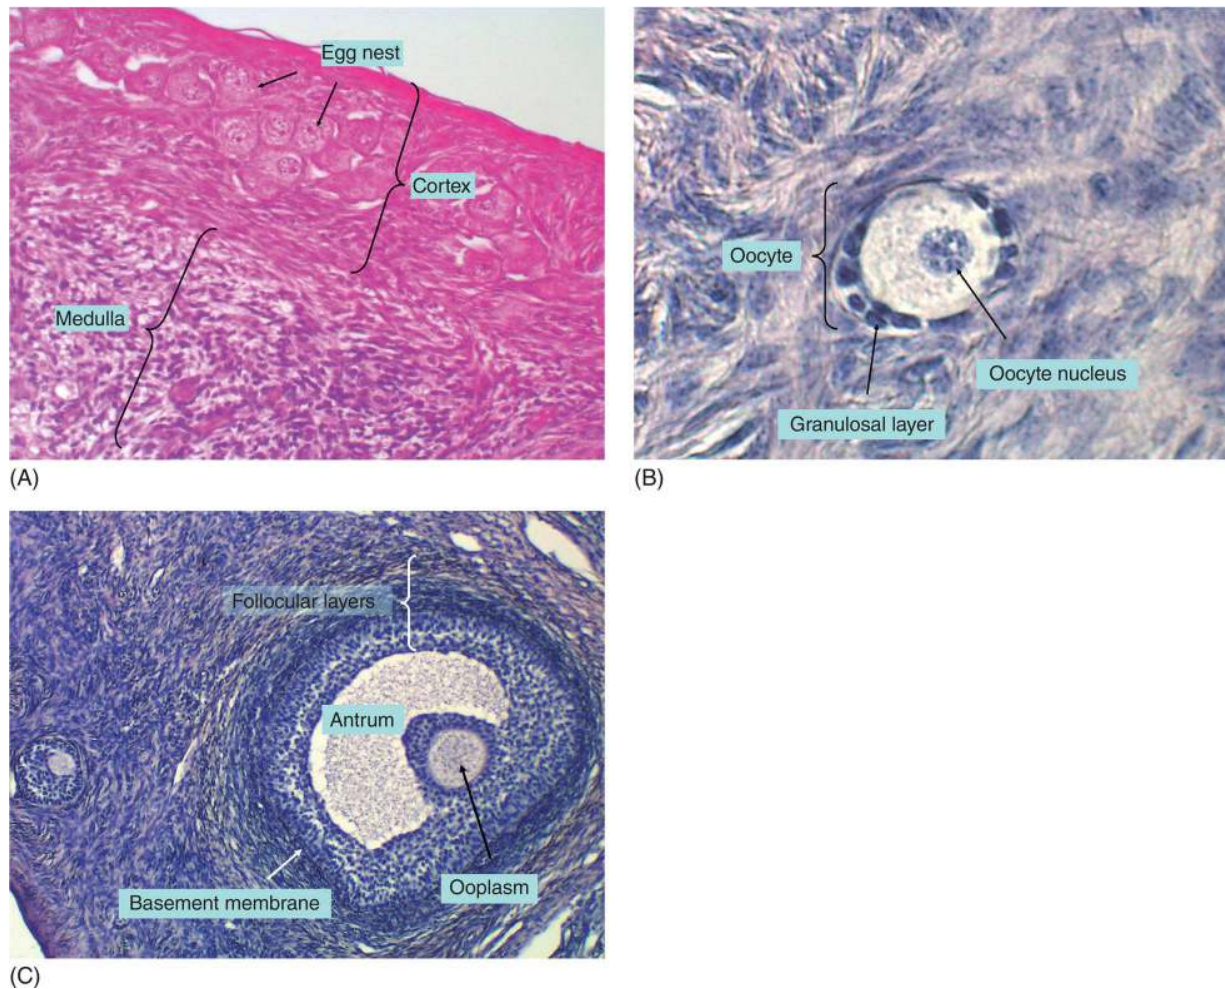 Egg nest
Cortex
Medulla
(A)
Oocyte
Oocyte nucleus
Granulosal layer
(B)
Follocular layers
Antrum
Ooplasm
Basement membrane
(C)